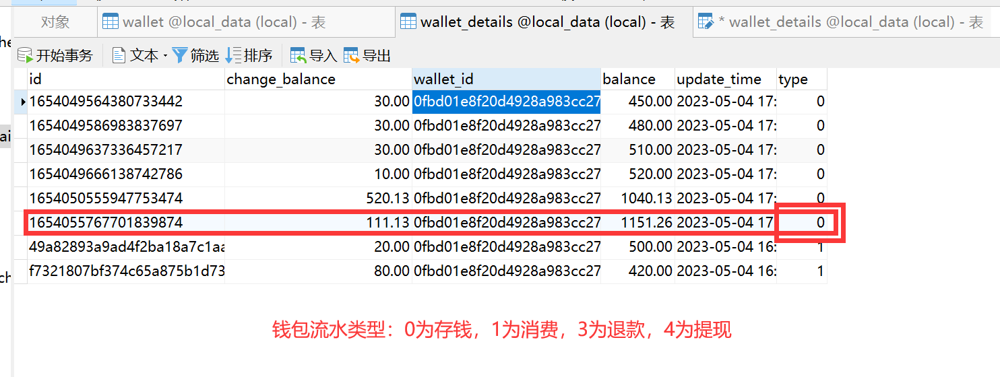 对象 wallet @local_data (local) - 表 wallet_details @local_data (local) - 表 * wallet_details @local_data (local) - 表
开始事务 文本 筛选 排序 导入 导出
id change_balance wallet_id balance update_time type
1654049564380733442 30.00 0fbd01e8f20d4928a983cc27 450.00 2023-05-04 17: 0
1654049586983837697 30.00 0fbd01e8f20d4928a983cc27 480.00 2023-05-04 17: 0
1654049637336457217 30.00 0fbd01e8f20d4928a983cc27 510.00 2023-05-04 17: 0
1654049666138742786 10.00 0fbd01e8f20d4928a983cc27 520.00 2023-05-04 17: 0
1654050555947753474 520.13 0fbd01e8f20d4928a983cc27 1040.13 2023-05-04 17: 0
1654055767701839874 111.13 0fbd01e8f20d4928a983cc27 1151.26 2023-05-04 17 0
49a82893a9ad4f2ba18a7c1aa 20.00 0fbd01e8f20d4928a983cc27 500.00 2023-05-04 16: 1
f7321807bf374c65a875b1d73 80.00 0fbd01e8f20d4928a983cc27 420.00 2023-05-04 16: 1
钱包流水类型：0为存钱，1为消费，3为退款，4为提现